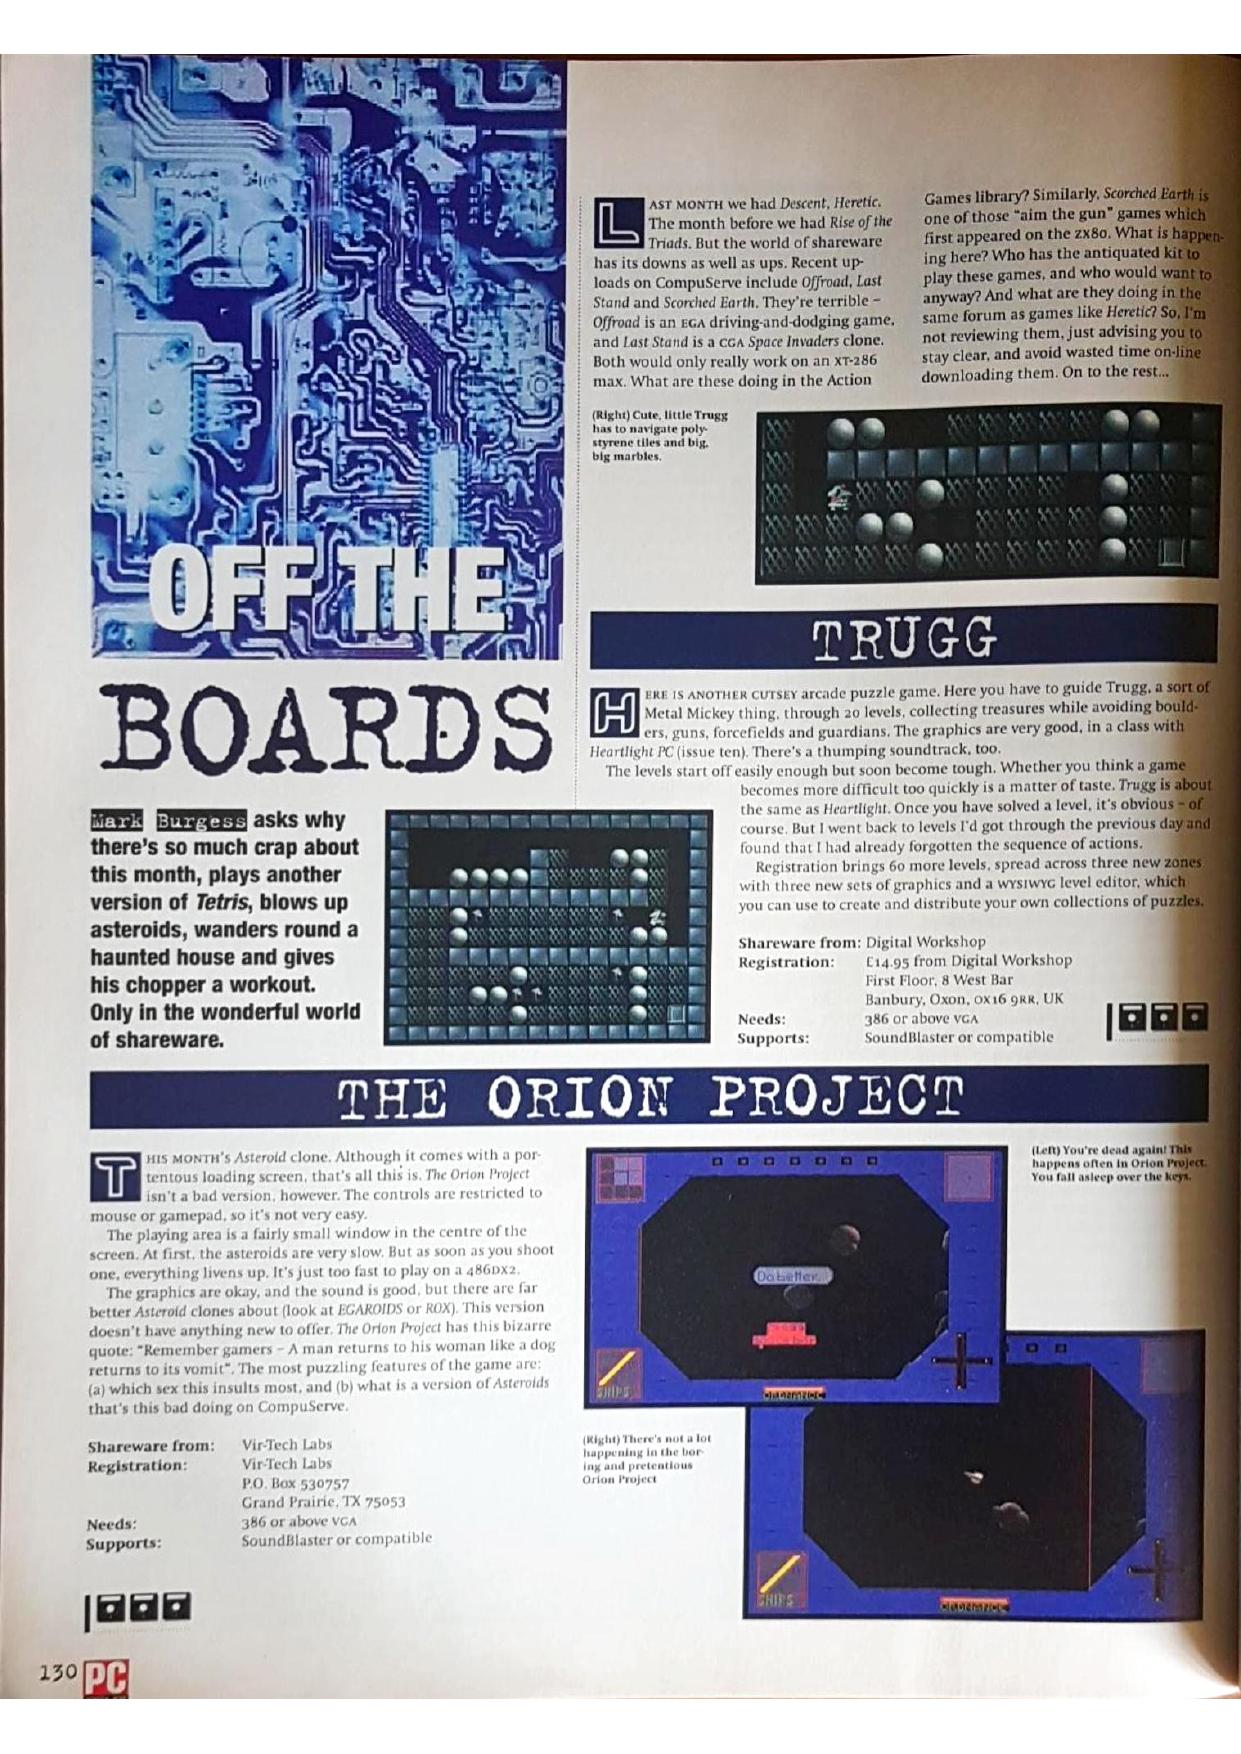 OFF THE
BOARDS
Mark Burgess asks why
there's so much crap about
this month, plays another
version of Tetris, blows up
asteroids, wanders round a
haunted house and gives
his chopper a workout.
Only in the wonderful world
of shareware.
LAST MONTH we had Descent, Heretic.
The month before we had Rise of the
Triads. But the world of shareware
has its downs as well as ups. Recent up-
loads on CompuServe include Offroad, Last
Stand and Scorched Earth. They're terrible –
Offroad is an EGA driving-and-dodging game,
and Last Stand is a CGA Space Invaders clone.
Both would only really work on an XT-286
max. What are these doing in the Action
Games library? Similarly, Scorched Earth is
one of those "aim the gun" games which
first appeared on the zx80. What is happen-
ing here? Who has the antiquated kit to
play these games, and who would want to
anyway? And what are they doing in the
same forum as games like Heretic? So, I'm
not reviewing them, just advising you to
stay clear, and avoid wasted time on-line
downloading them. On to the rest...
(Right) Cute, little Trugg
has to navigate poly-
styrene tiles and big,
big marbles.
TRUGG
HERE IS ANOTHER CUTSEY arcade puzzle game. Here you have to guide Trugg, a sort of
Metal Mickey thing, through 20 levels, collecting treasures while avoiding bould-
ers, guns, forcefields and guardians. The graphics are very good, in a class with
Heartlight PC (issue ten). There's a thumping soundtrack, too.
The levels start off easily enough but soon become tough. Whether you think a game
becomes more difficult too quickly is a matter of taste. Trugg is about
the same as Heartlight. Once you have solved a level, it's obvious – of
course. But I went back to levels I'd got through the previous day and
found that I had already forgotten the sequence of actions.
Registration brings 60 more levels, spread across three new zones
with three new sets of graphics and a WYSIWYG level editor, which
you can use to create and distribute your own collections of puzzles.
Shareware from: Digital Workshop
Registration: £14.95 from Digital Workshop
First Floor, 8 West Bar
Banbury, Oxon, OX16 9RR, UK
Needs: 386 or above VGA
Supports: SoundBlaster or compatible
THE ORION PROJECT
THIS MONTH'S Asteroid clone. Although it comes with a por-
tentous loading screen, that's all this is. The Orion Project
isn't a bad version, however. The controls are restricted to
mouse or gamepad, so it's not very easy.
The playing area is a fairly small window in the centre of the
screen. At first, the asteroids are very slow. But as soon as you shoot
one, everything livens up. It's just too fast to play on a 486DX2.
The graphics are okay, and the sound is good, but there are far
better Asteroid clones about (look at EGAROIDS or ROX). This version
doesn't have anything new to offer. The Orion Project has this bizarre
quote: "Remember gamers – A man returns to his woman like a dog
returns to its vomit". The most puzzling features of the game are:
(a) which sex this insults most, and (b) what is a version of Asteroids
that's this bad doing on CompuServe.
Shareware from: Vir-Tech Labs
Registration: Vir-Tech Labs
P.O. Box 530757
Grand Prairie, TX 75053
Needs: 386 or above VGA
Supports: SoundBlaster or compatible
(Left) You're dead again! This
happens often in Orion Project.
You fall asleep over the keys.
Do better...
SHIPS
ORDNANCE
(Right) There's not a lot
happening in the bor-
ing and pretentious
Orion Project
SHIPS
ORDNANCE
130 PC